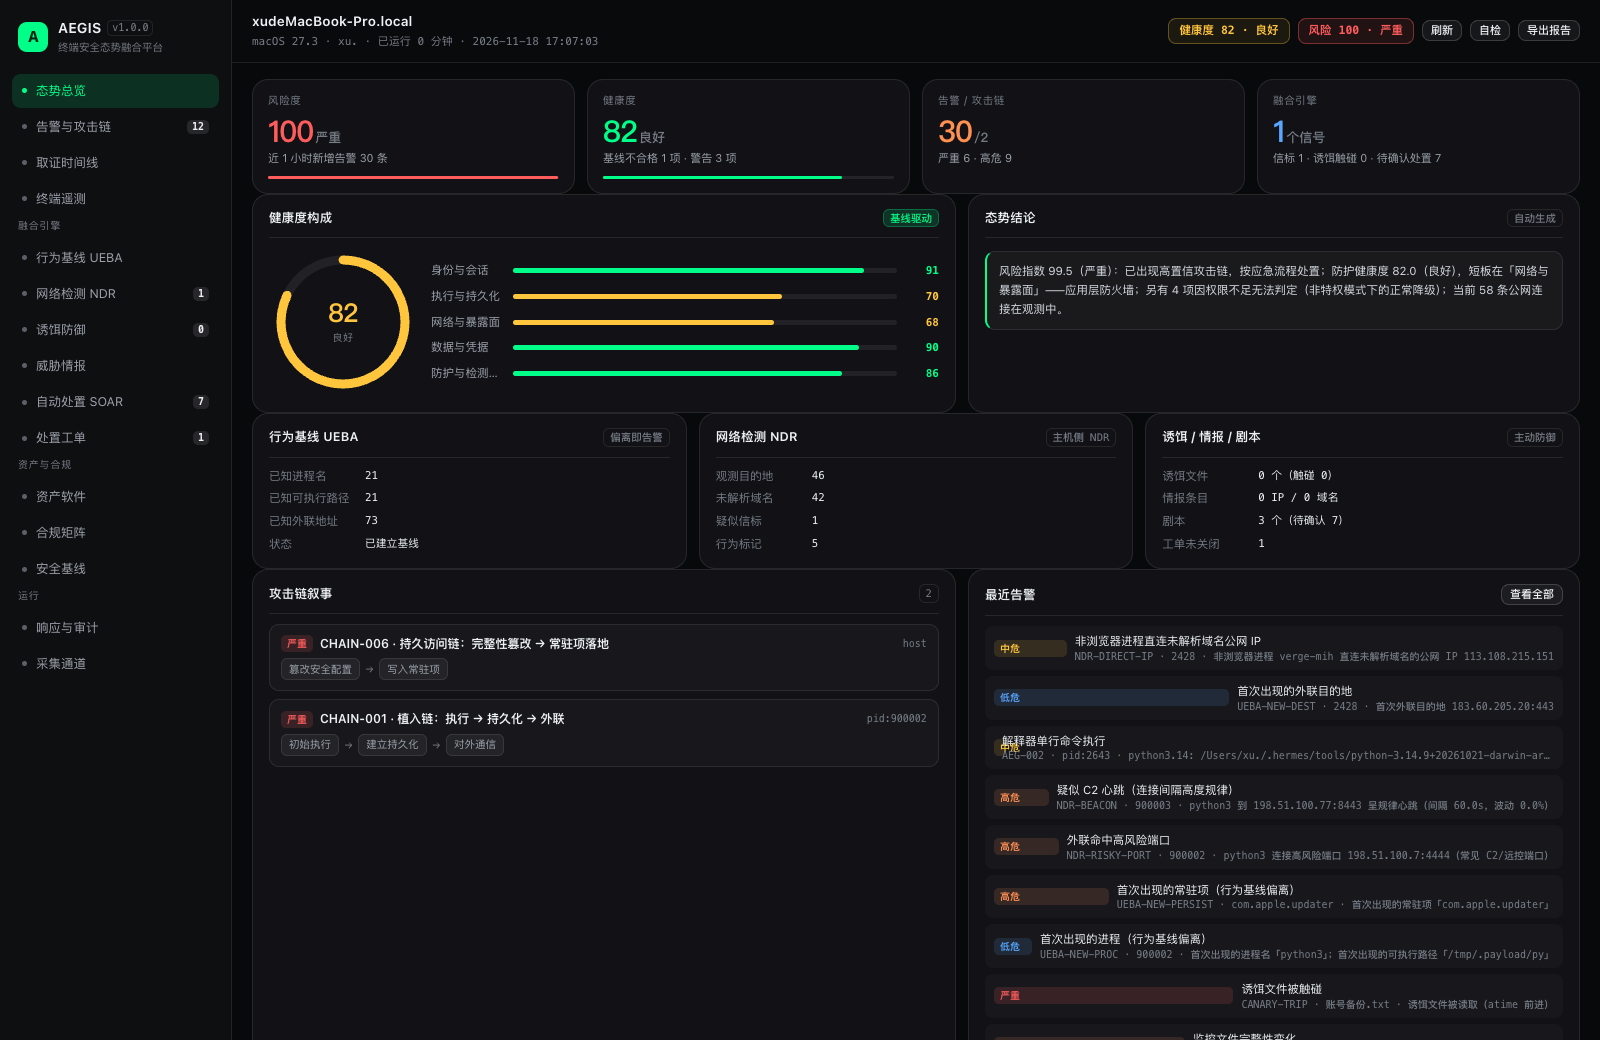 A
AEGIS v1.0.0
终端安全态势融合平台
态势总览
告警与攻击链 12
取证时间线
终端遥测
融合引擎
行为基线 UEBA
网络检测 NDR 1
诱饵防御 0
威胁情报
自动处置 SOAR 7
处置工单 1
资产与合规
资产软件
合规矩阵
安全基线
运行
响应与审计
采集通道
xudeMacBook-Pro.local
macOS 27.3 · xu. · 已运行 0 分钟 · 2026-11-18 17:07:03
健康度 82 · 良好
风险 100 · 严重
刷新
自检
导出报告
风险度
100 严重
近 1 小时新增告警 30 条
健康度
82 良好
基线不合格 1 项 · 警告 3 项
告警 / 攻击链
30 /2
严重 6 · 高危 9
融合引擎
1 个信号
信标 1 · 诱饵触碰 0 · 待确认处置 7
健康度构成
基线驱动
82
良好
身份与会话 91
执行与持久化 70
网络与暴露面 68
数据与凭据 90
防护与检测… 86
态势结论
自动生成
风险指数 99.5（严重）：已出现高置信攻击链，按应急流程处置；防护健康度 82.0（良好），短板在「网络与
暴露面」——应用层防火墙；另有 4 项因权限不足无法判定（非特权模式下的正常降级）；当前 58 条公网连
接在观测中。
行为基线 UEBA
偏离即告警
已知进程名 21
已知可执行路径 21
已知外联地址 73
状态 已建立基线
网络检测 NDR
主机侧 NDR
观测目的地 46
未解析域名 42
疑似信标 1
行为标记 5
诱饵 / 情报 / 剧本
主动防御
诱饵文件 0 个（触碰 0）
情报条目 0 IP / 0 域名
剧本 3 个（待确认 7）
工单未关闭 1
攻击链叙事
2
严重 CHAIN-006 · 持久访问链：完整性篡改 → 常驻项落地 host
篡改安全配置 → 写入常驻项
严重 CHAIN-001 · 植入链：执行 → 持久化 → 外联 pid:900002
初始执行 → 建立持久化 → 对外通信
最近告警
查看全部
中危 非浏览器进程直连未解析域名公网 IP
NDR-DIRECT-IP · 2428 · 非浏览器进程 verge-mih 直连未解析域名的公网 IP 113.108.215.151
低危 首次出现的外联目的地
UEBA-NEW-DEST · 2428 · 首次外联目的地 183.60.205.20:443
中危 解释器单行命令执行
AEG-002 · pid:2643 · python3.14: /Users/xu./.hermes/tools/python-3.14.9+20261021-darwin-ar…
高危 疑似 C2 心跳（连接间隔高度规律）
NDR-BEACON · 900003 · python3 到 198.51.100.77:8443 呈规律心跳（间隔 60.0s，波动 0.0%）
高危 外联命中高风险端口
NDR-RISKY-PORT · 900002 · python3 连接高风险端口 198.51.100.7:4444（常见 C2/远控端口）
高危 首次出现的常驻项（行为基线偏离）
UEBA-NEW-PERSIST · com.apple.updater · 首次出现的常驻项「com.apple.updater」
低危 首次出现的进程（行为基线偏离）
UEBA-NEW-PROC · 900002 · 首次出现的进程名「python3」；首次出现的可执行路径「/tmp/.payload/py」
严重 诱饵文件被触碰
CANARY-TRIP · 账号备份.txt · 诱饵文件被读取（atime 前进）
监控文件完整性变化